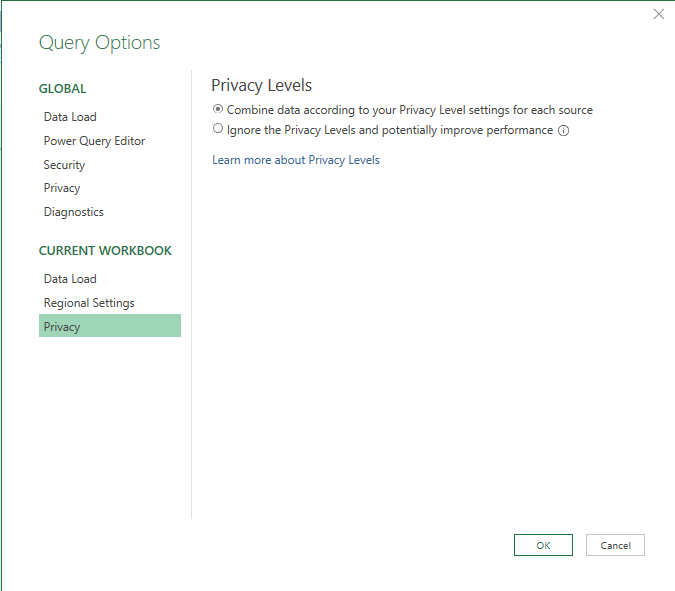 Query Options
GLOBAL
Data Load
Power Query Editor
Security
Privacy
Diagnostics
CURRENT WORKBOOK
Data Load
Regional Settings
Privacy
Privacy Levels
Combine data according to your Privacy Level settings for each source
Ignore the Privacy Levels and potentially improve performance
Learn more about Privacy Levels
OK
Cancel